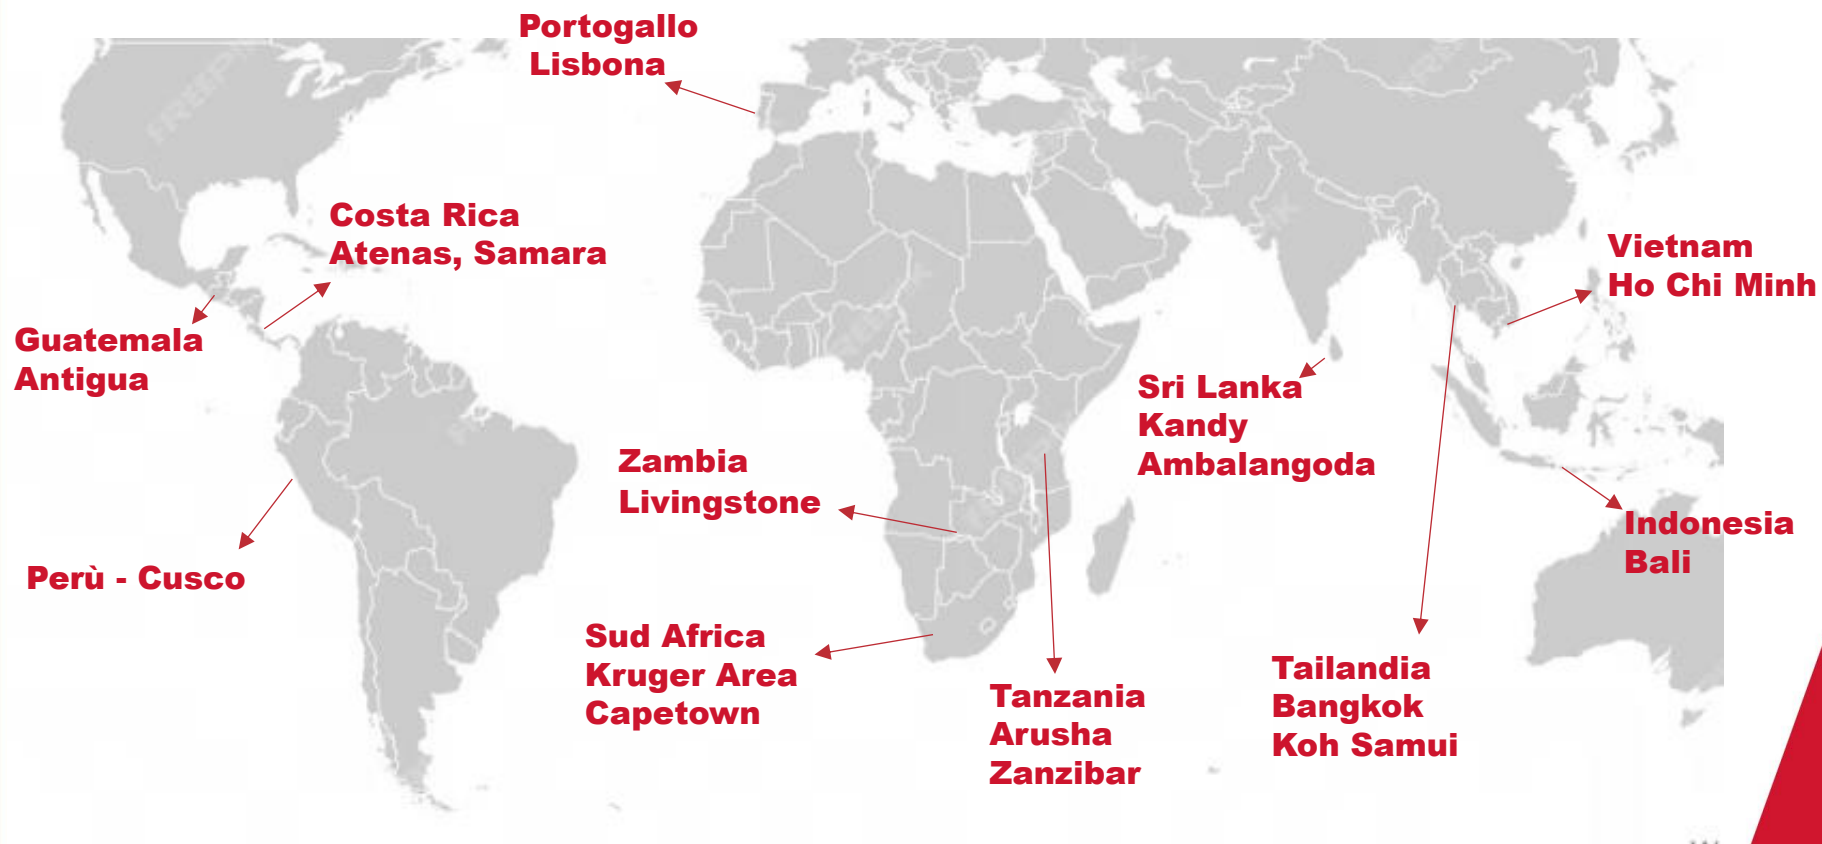 Portogallo
Lisbona
Costa Rica
Atenas, Samara
Guatemala
Antigua
Vietnam
Ho Chi Minh
Sri Lanka
Kandy
Ambalangoda
Zambia
Livingstone
Indonesia
Bali
Perù - Cusco
Sud Africa
Kruger Area
Capetown
Tanzania
Arusha
Zanzibar
Tailandia
Bangkok
Koh Samui